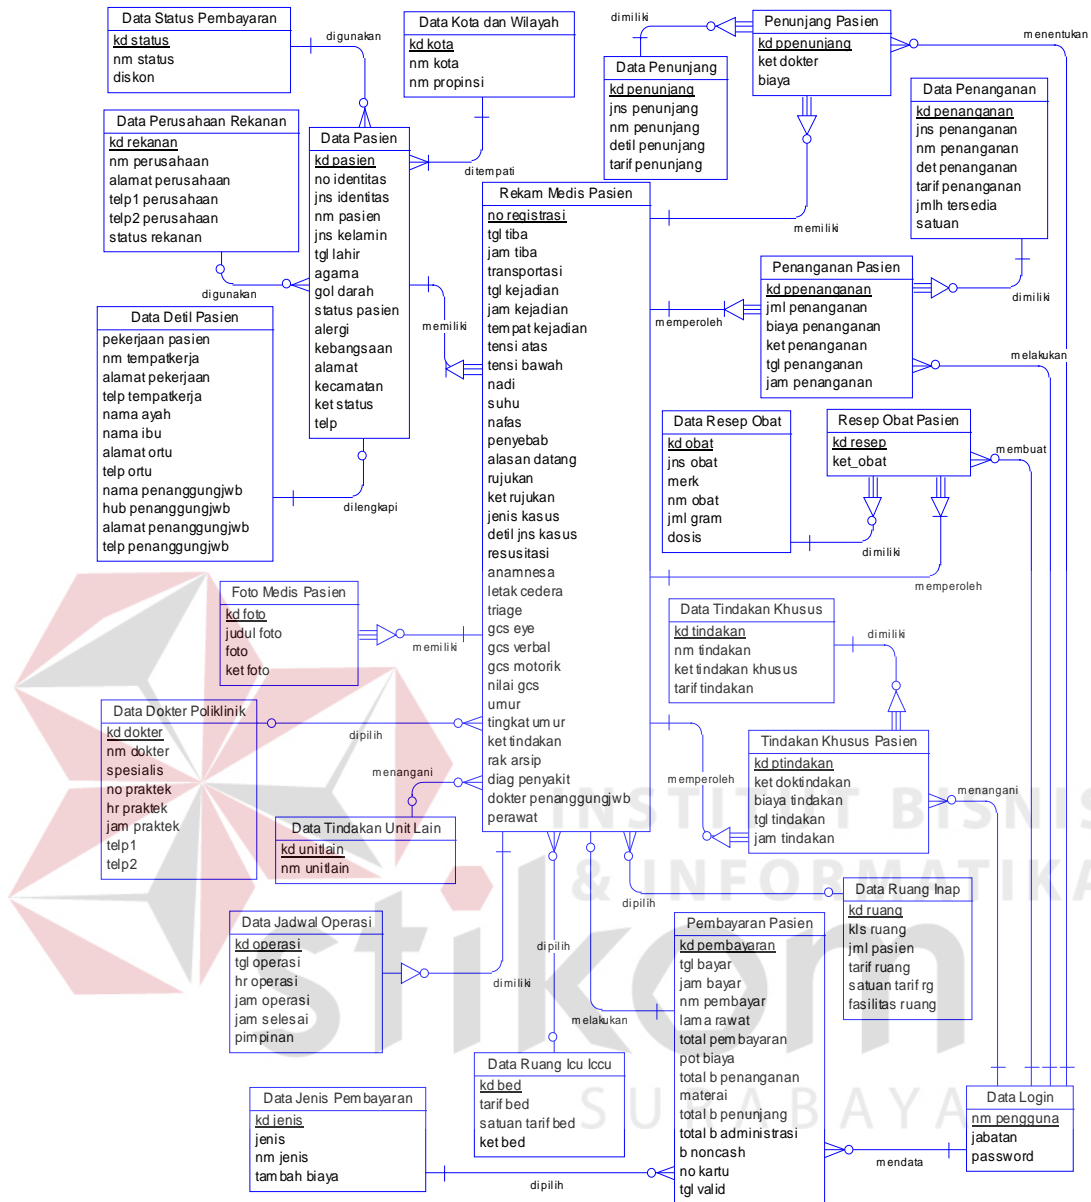 Data Status Pembayaran
kd status
nm status
diskon
digunakan
Data Kota dan Wilayah
kd kota
nm kota
nm propinsi
ditempati
dimiliki
Penunjang Pasien
kd ppenunjang
ket dokter
biaya
menentukan
Data Penunjang
kd penunjang
jns penunjang
nm penunjang
detil penunjang
tarif penunjang
Data Penanganan
kd penanganan
jns penanganan
nm penanganan
det penanganan
tarif penanganan
jmlh tersedia
satuan
Data Perusahaan Rekanan
kd rekanan
nm perusahaan
alamat perusahaan
telp1 perusahaan
telp2 perusahaan
status rekanan
digunakan
Data Pasien
kd pasien
no identitas
jns identitas
nm pasien
jns kelamin
tgl lahir
agama
gol darah
status pasien
alergi
kebangsaan
alamat
kecamatan
ket status
telp
memiliki
Rekam Medis Pasien
no registrasi
tgl tiba
jam tiba
transportasi
tgl kejadian
jam kejadian
tempat kejadian
tensi atas
tensi bawah
nadi
suhu
nafas
penyebab
alasan datang
rujukan
ket rujukan
jenis kasus
detil jns kasus
resusitasi
anamnesa
letak cedera
triage
gcs eye
gcs verbal
gcs motorik
nilai gcs
umur
tingkat umur
ket tindakan
rak arsip
diag penyakit
dokter penanggungjwb
perawat
memiliki
Penanganan Pasien
kd ppenanganan
jml penanganan
biaya penanganan
ket penanganan
tgl penanganan
jam penanganan
memperoleh
dimiliki
melakukan
Data Detil Pasien
pekerjaan pasien
nm tempatkerja
alamat pekerjaan
telp tempatkerja
nama ayah
nama ibu
alamat ortu
telp ortu
nama penanggungjwb
hub penanggungjwb
alamat penanggungjwb
telp penanggungjwb
dilengkapi
Data Resep Obat
kd obat
jns obat
merk
nm obat
jml gram
dosis
Resep Obat Pasien
kd resep
ket_obat
membuat
dimiliki
memperoleh
Foto Medis Pasien
kd foto
judul foto
foto
ket foto
memiliki
Data Tindakan Khusus
kd tindakan
nm tindakan
ket tindakan khusus
tarif tindakan
dimiliki
Data Dokter Poliklinik
kd dokter
nm dokter
spesialis
no praktek
hr praktek
jam praktek
telp1
telp2
dipilih
menangani
Data Tindakan Unit Lain
kd unitlain
nm unitlain
Tindakan Khusus Pasien
kd ptindakan
ket doktindakan
biaya tindakan
tgl tindakan
jam tindakan
memperoleh
menangani
INSTITUT BISNIS
& INFORMATIKA
stikom
SURABAYA
Data Jadwal Operasi
kd operasi
tgl operasi
hr operasi
jam operasi
jam selesai
pimpinan
dimiliki
dipilih
melakukan
dipilih
Data Ruang Inap
kd ruang
kls ruang
jml pasien
tarif ruang
satuan tarif rg
fasilitas ruang
Pembayaran Pasien
kd pembayaran
tgl bayar
jam bayar
nm pembayar
lama rawat
total pembayaran
pot biaya
total b penanganan
materai
total b penunjang
total b administrasi
b noncash
no kartu
tgl valid
Data Ruang Icu Iccu
kd bed
tarif bed
satuan tarif bed
ket bed
Data Jenis Pembayaran
kd jenis
jenis
nm jenis
tambah biaya
dipilih
Data Login
nm pengguna
jabatan
password
mendata